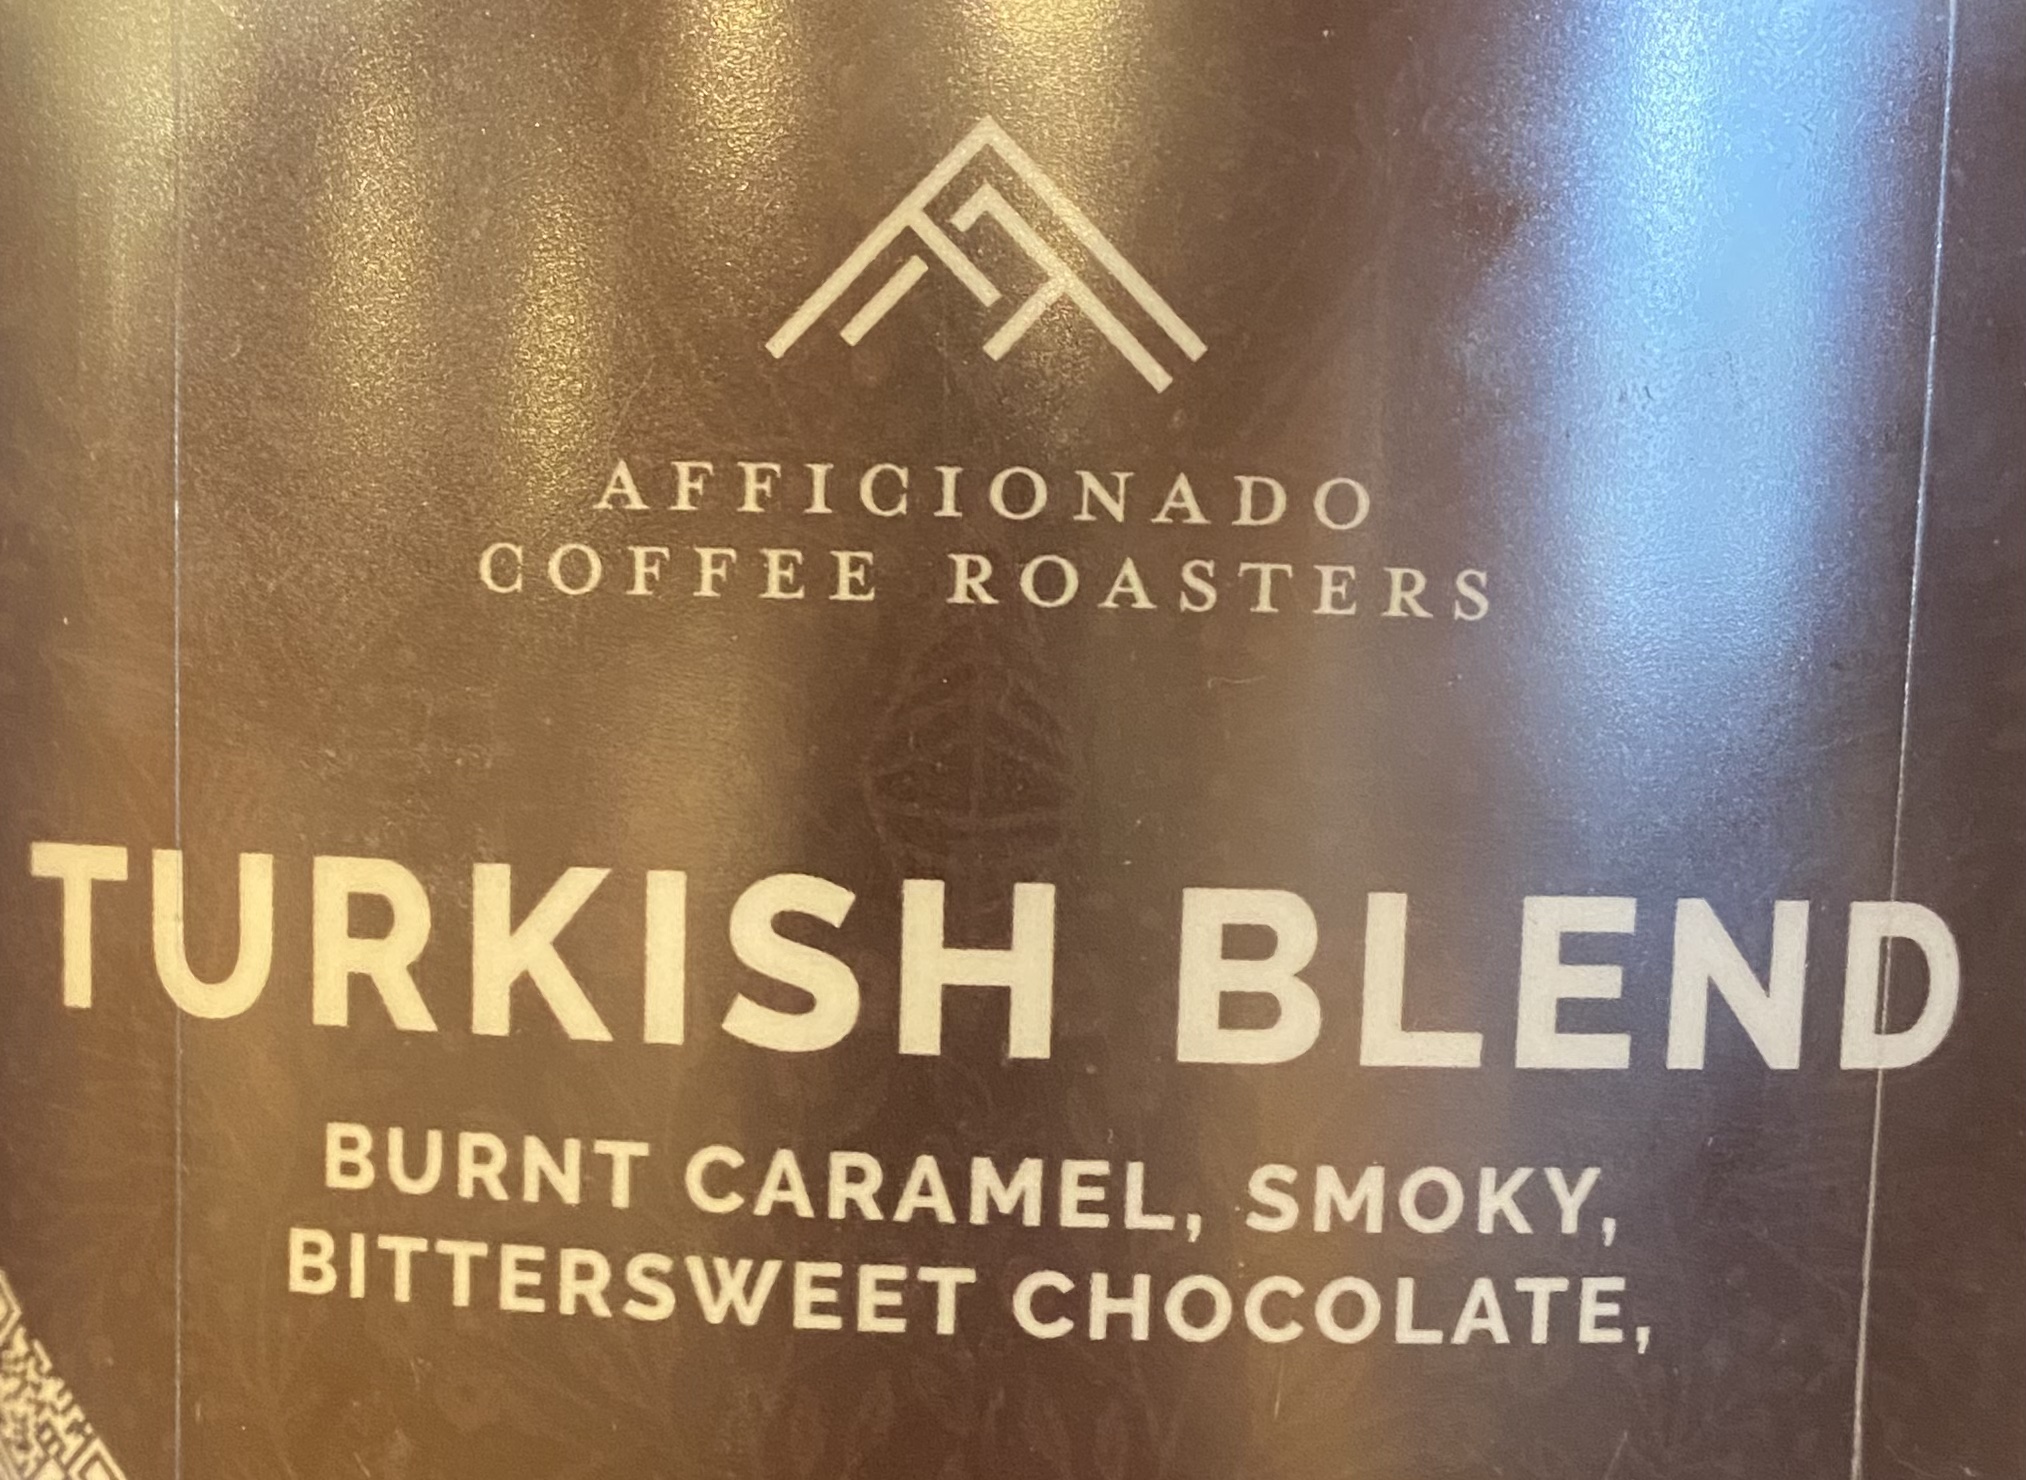 AFFICIONADO
COFFEE ROASTERS
TURKISH BLEND
BURNT CARAMEL, SMOKY,
BITTERSWEET CHOCOLATE,